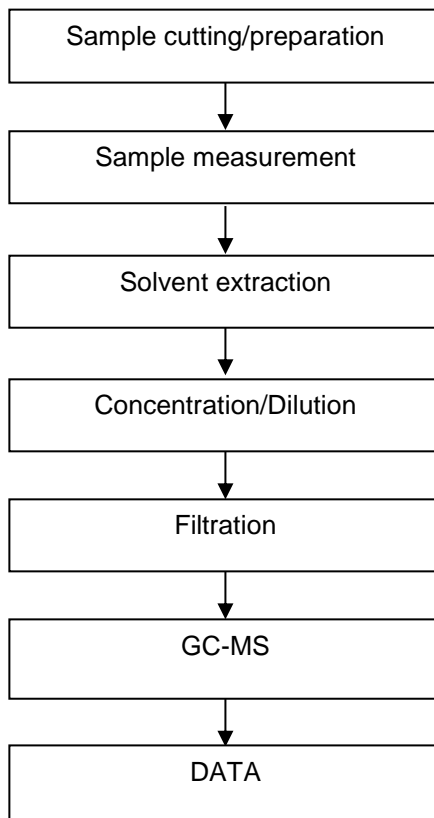 Sample cutting/preparation
Sample measurement
Solvent extraction
Concentration/Dilution
Filtration
GC-MS
DATA